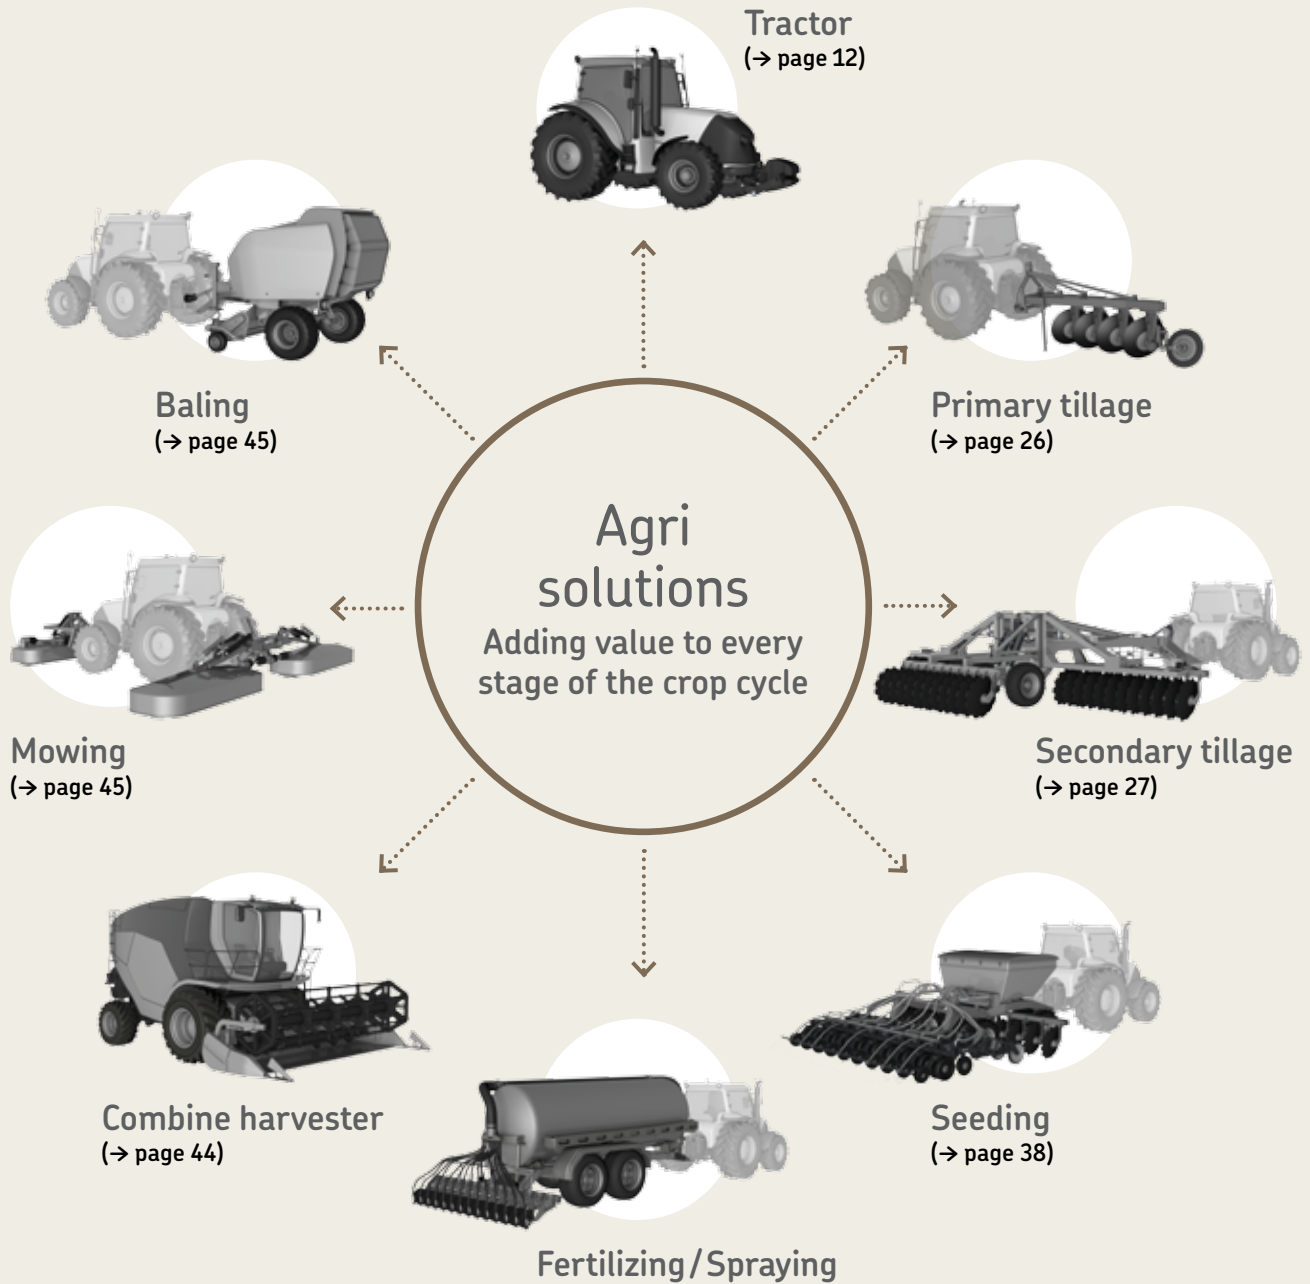 Tractor
(→ page 12)
Baling
(→ page 45)
Primary tillage
(→ page 26)
Agri
solutions
Adding value to every
stage of the crop cycle
Mowing
(→ page 45)
Secondary tillage
(→ page 27)
Combine harvester
(→ page 44)
Seeding
(→ page 38)
Fertilizing / Spraying